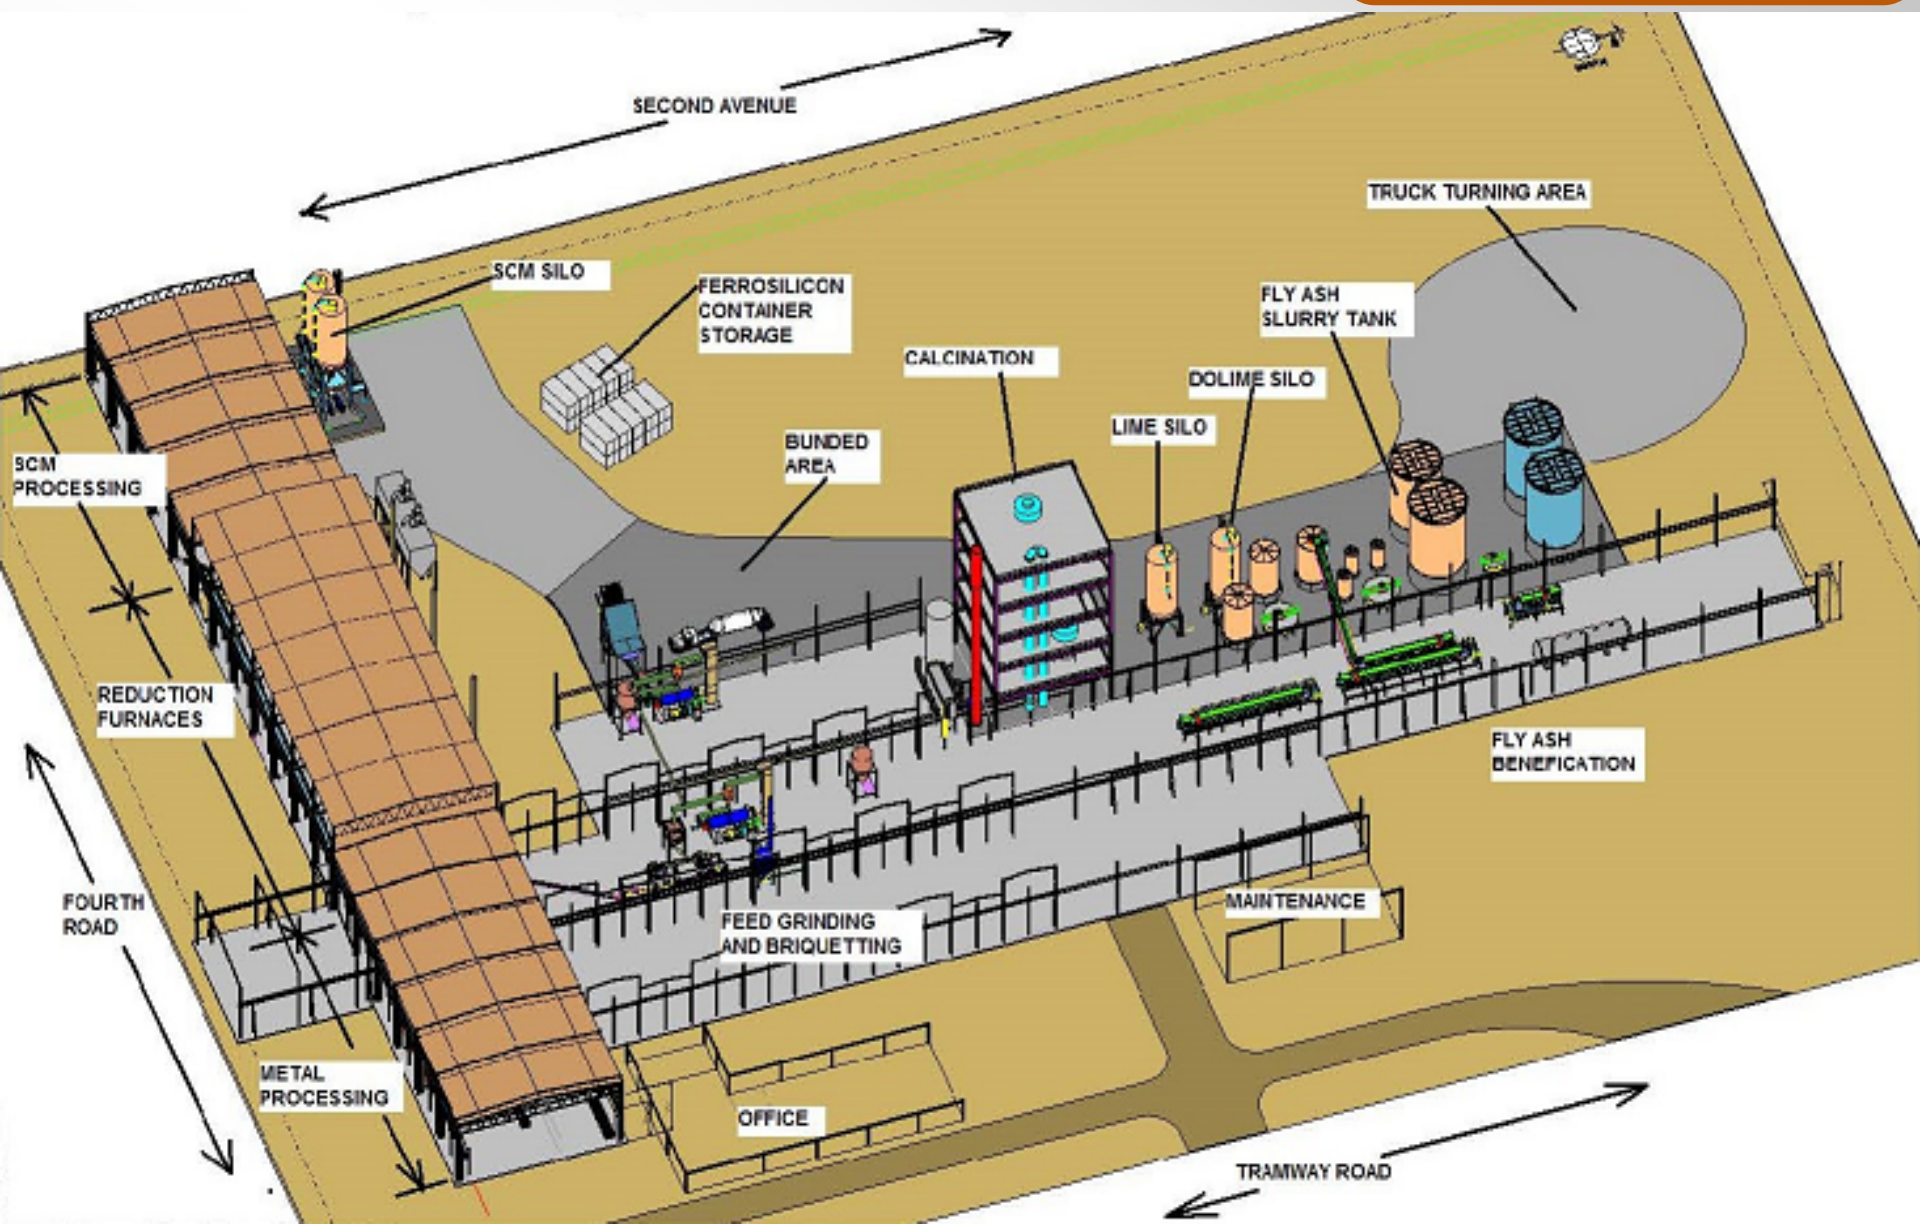 SECOND AVENUE
TRUCK TURNING AREA
SCM SILO
FERROSILICON
CONTAINER
STORAGE
FLY ASH
SLURRY TANK
CALCINATION
DOLIME SILO
LIME SILO
BUNDED
AREA
SCM
PROCESSING
REDUCTION
FURNACES
FLY ASH
BENEFICATION
FOURTH
ROAD
MAINTENANCE
FEED GRINDING
AND BRIQUETTING
METAL
PROCESSING
OFFICE
TRAMWAY ROAD